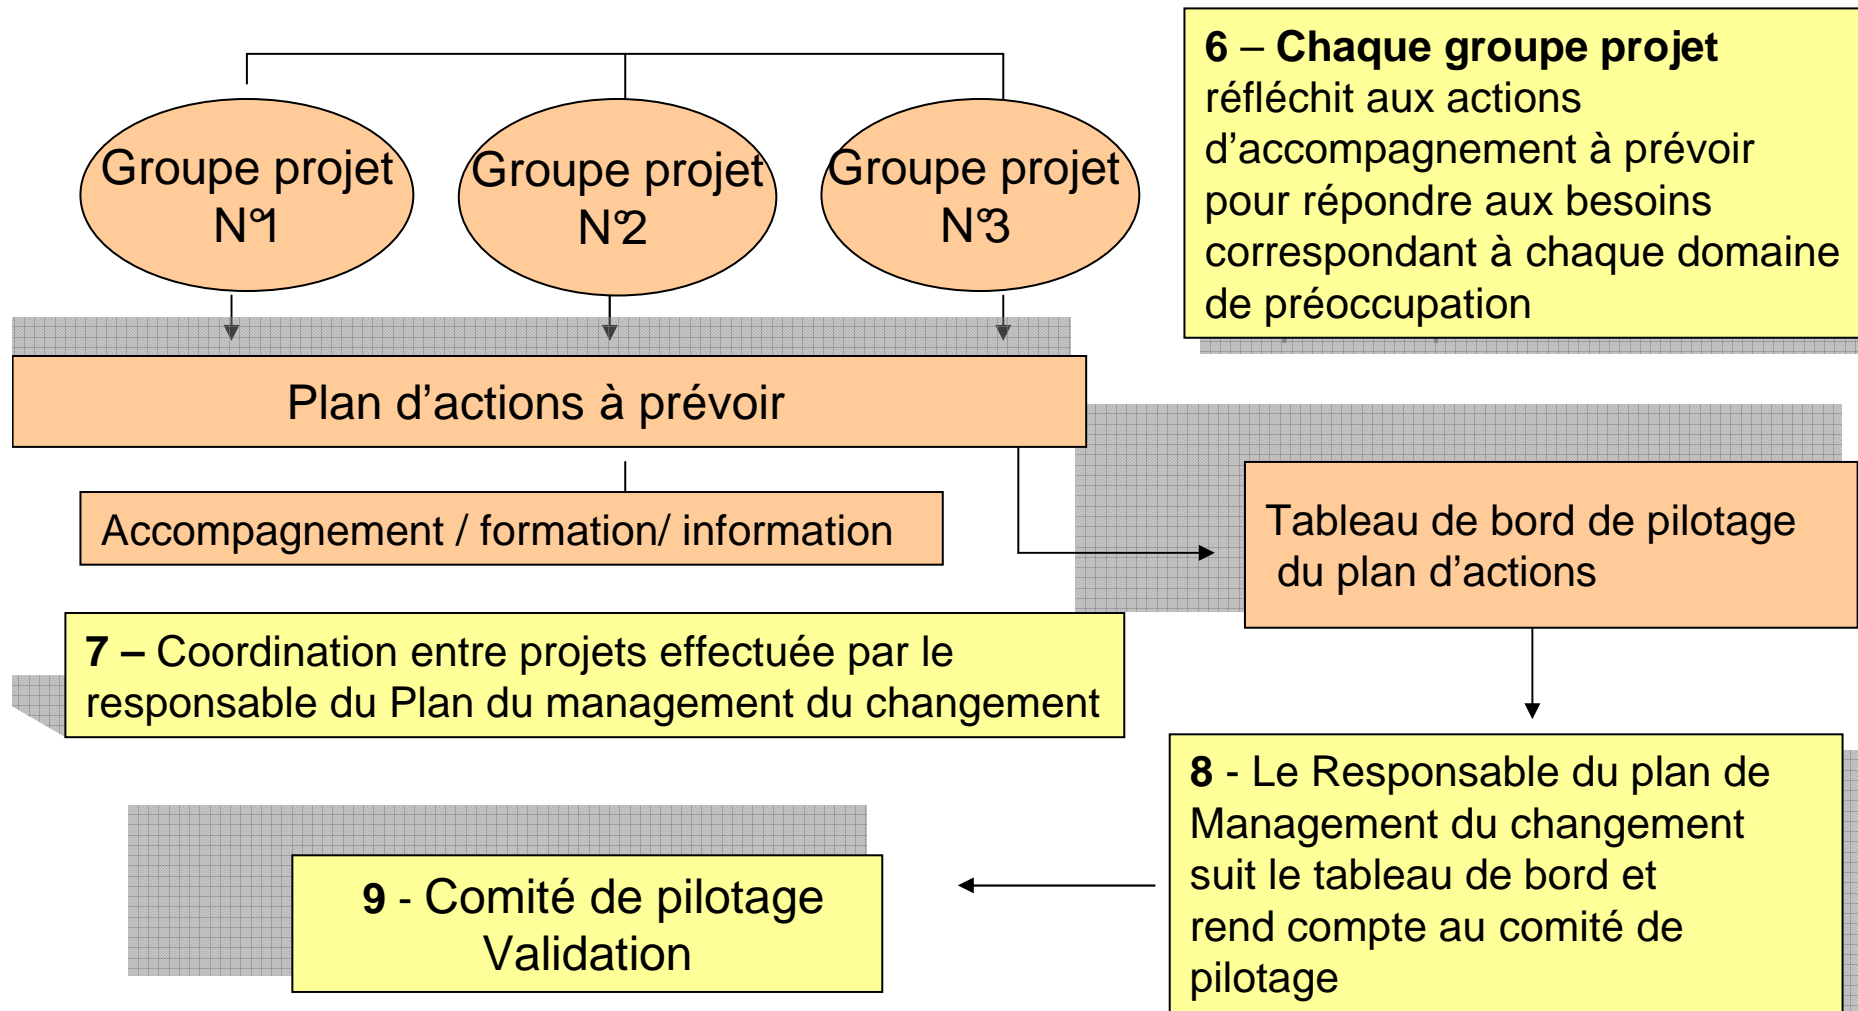 Groupe projet
N°1
Groupe projet
N°2
Groupe projet
N°3
6 – Chaque groupe projet
réfléchit aux actions
d’accompagnement à prévoir
pour répondre aux besoins
correspondant à chaque domaine
de préoccupation
Plan d’actions à prévoir
Accompagnement / formation/ information
Tableau de bord de pilotage
du plan d’actions
7 – Coordination entre projets effectuée par le
responsable du Plan du management du changement
8 - Le Responsable du plan de
Management du changement
suit le tableau de bord et
rend compte au comité de
pilotage
9 - Comité de pilotage
Validation